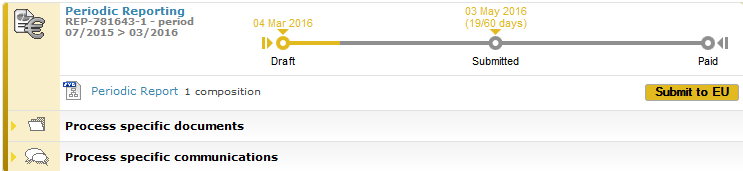 Periodic Reporting
REP-781643-1 - period
07/2015 > 03/2016
04 Mar 2016
03 May 2016
(19/60 days)
Draft
Submitted
Paid
Periodic Report 1 composition
Submit to EU
Process specific documents
Process specific communications